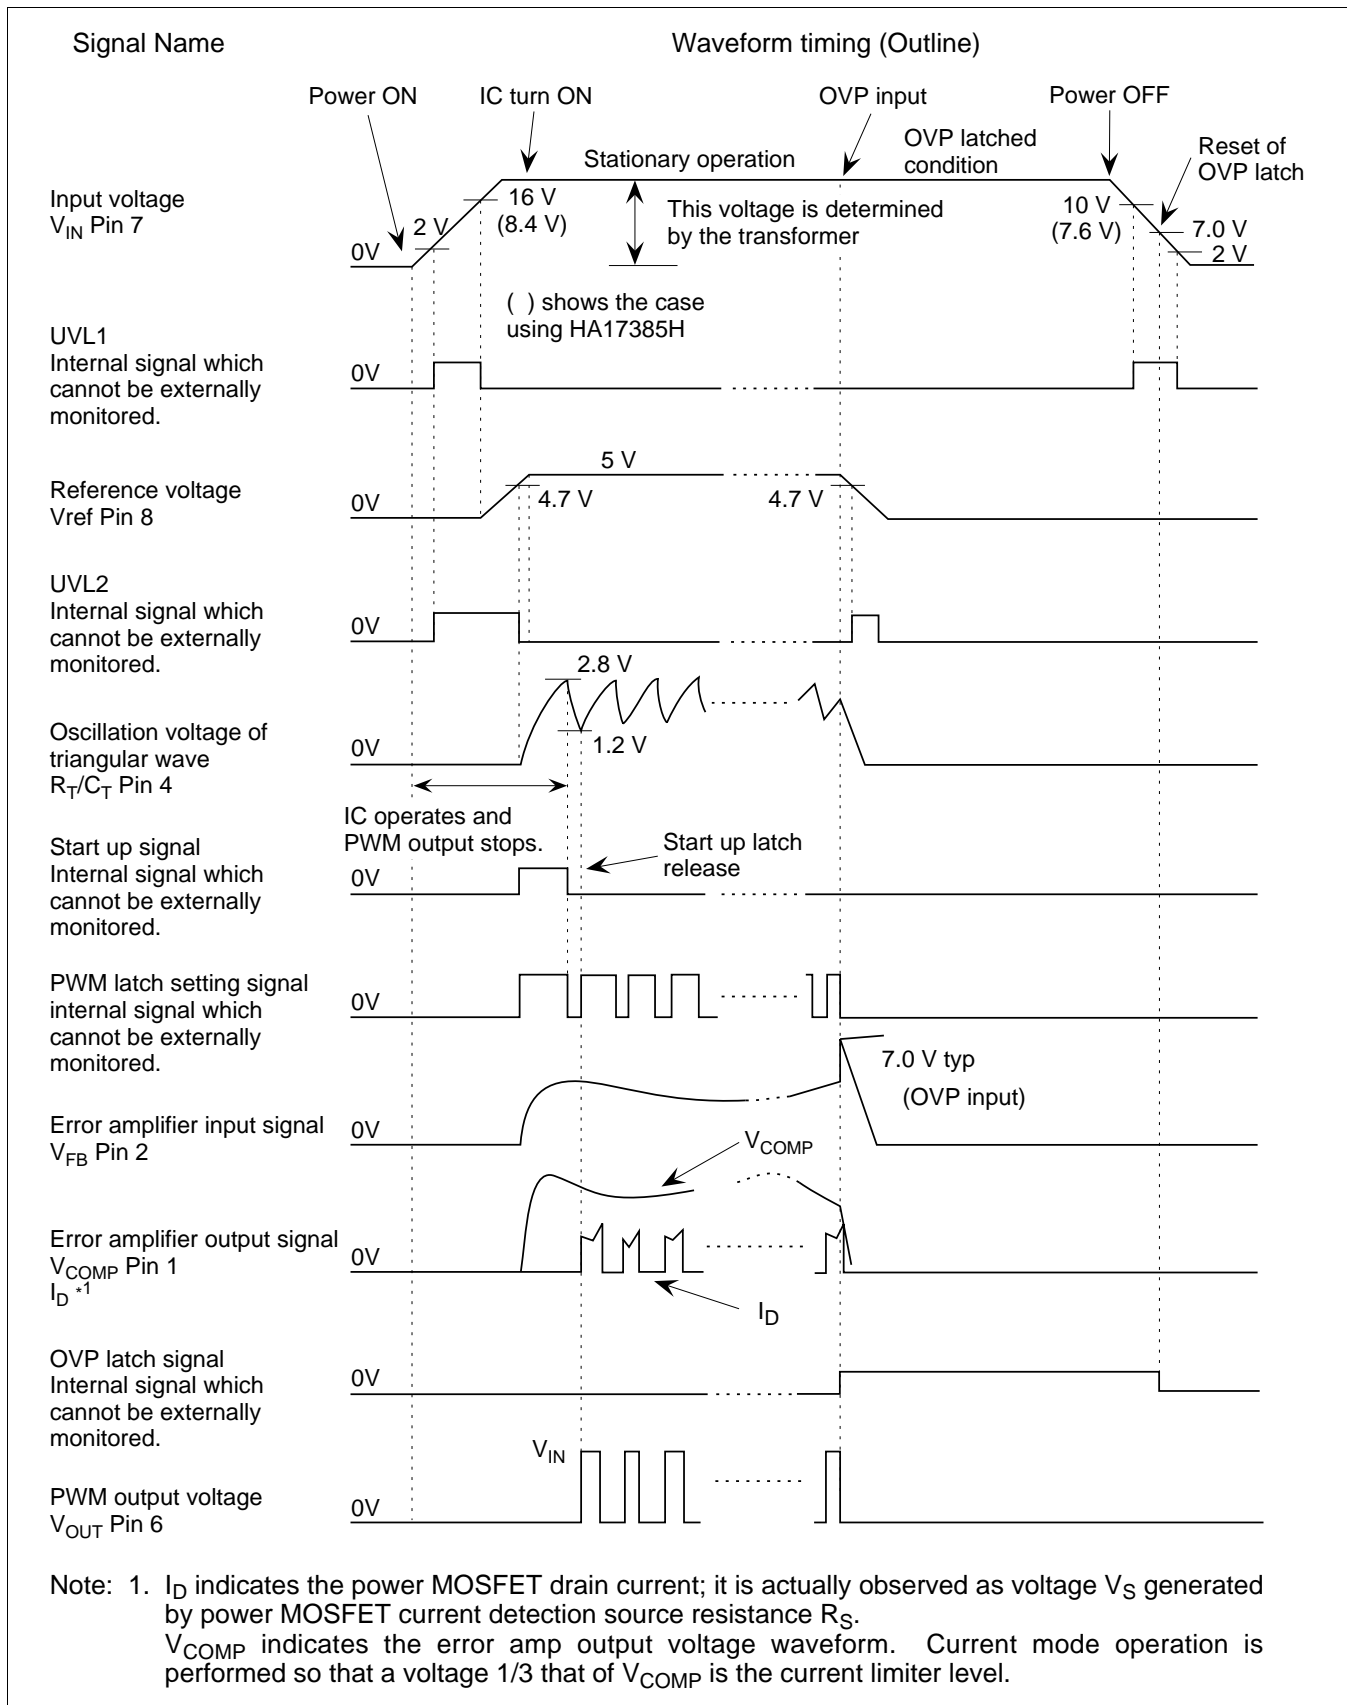 Signal Name
Waveform timing (Outline)
Power ON
IC turn ON
OVP input
Power OFF
Stationary operation
OVP latched
condition
Reset of
OVP latch
Input voltage
VIN Pin 7
0V
2 V
16 V
(8.4 V)
This voltage is determined
by the transformer
10 V
(7.6 V)
7.0 V
2 V
( ) shows the case
using HA17385H
UVL1
Internal signal which
cannot be externally
monitored.
0V
Reference voltage
Vref Pin 8
0V
5 V
4.7 V
4.7 V
UVL2
Internal signal which
cannot be externally
monitored.
0V
2.8 V
1.2 V
Oscillation voltage of
triangular wave
RT/CT Pin 4
0V
IC operates and
PWM output stops.
Start up signal
Internal signal which
cannot be externally
monitored.
0V
Start up latch
release
PWM latch setting signal
internal signal which
cannot be externally
monitored.
0V
7.0 V typ
(OVP input)
Error amplifier input signal
VFB Pin 2
0V
VCOMP
Error amplifier output signal
VCOMP Pin 1
ID *1
0V
ID
OVP latch signal
Internal signal which
cannot be externally
monitored.
0V
VIN
PWM output voltage
VOUT Pin 6
0V
Note: 1. ID indicates the power MOSFET drain current; it is actually observed as voltage VS generated
by power MOSFET current detection source resistance RS.
VCOMP indicates the error amp output voltage waveform. Current mode operation is
performed so that a voltage 1/3 that of VCOMP is the current limiter level.